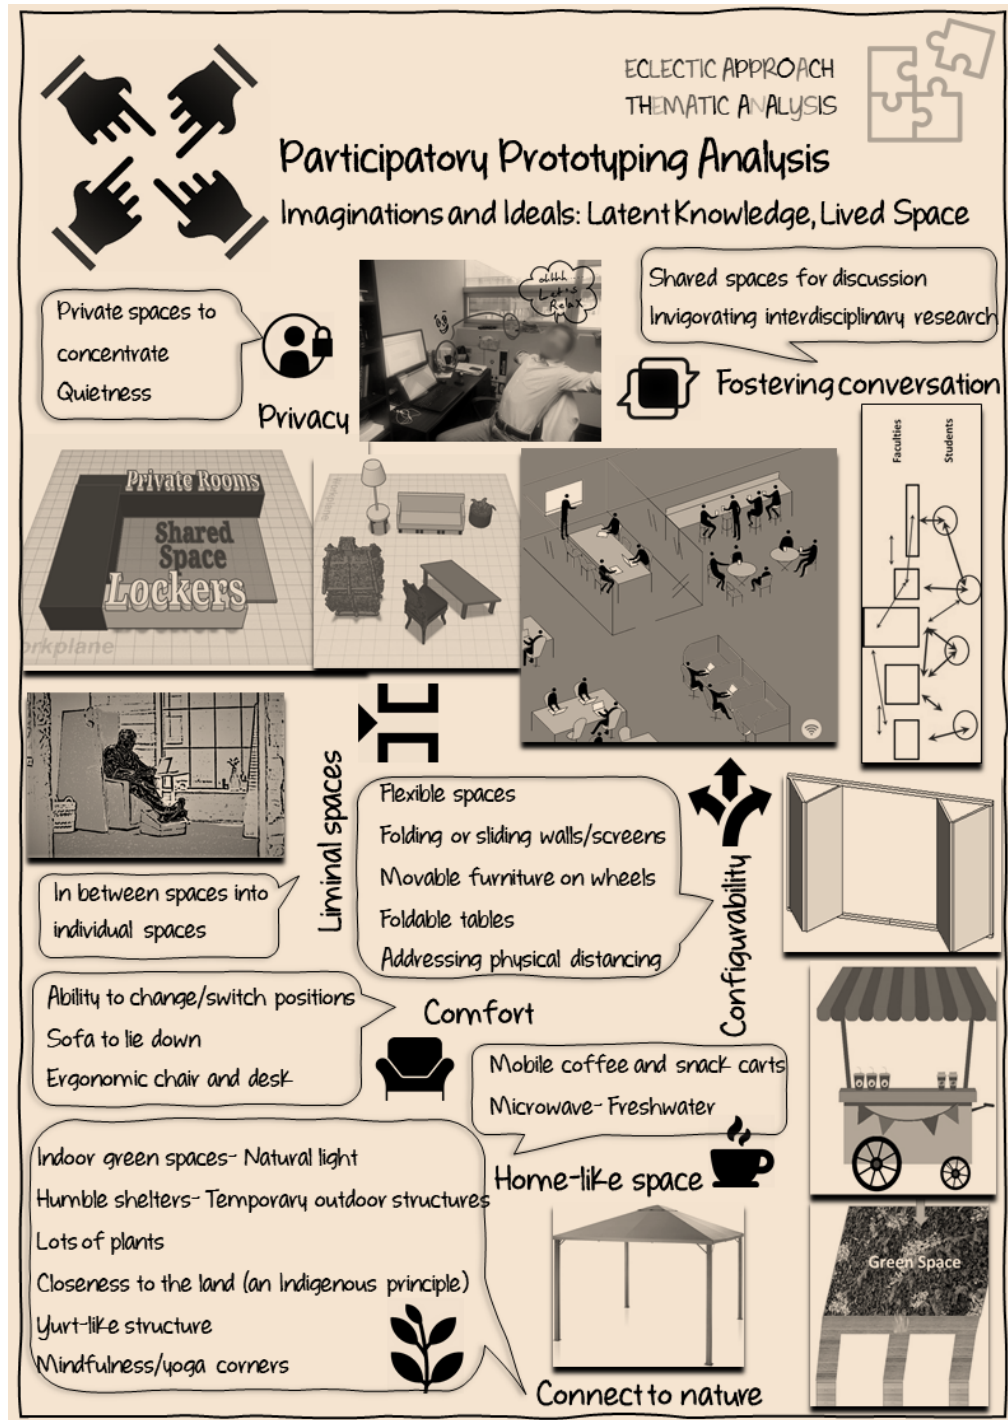 ECLECTIC APPROACH
THEMATIC ANALYSIS
Participatory Prototyping Analysis
Imaginations and Ideals: Latent Knowledge, Lived Space
Private spaces to
concentrate
Quietness
Privacy
ohhh
Let's
Relax
Shared spaces for discussion
Invigorating interdisciplinary research
Fostering conversation
Private Rooms
Shared
Space
Lockers
orkplane
Faculties
Students
Liminal spaces
In between spaces into
individual spaces
Flexible spaces
Folding or sliding walls/screens
Movable furniture on wheels
Foldable tables
Addressing physical distancing
Configurability
Ability to change/switch positions
Sofa to lie down
Ergonomic chair and desk
Comfort
Mobile coffee and snack carts
Microwave- Freshwater
Home-like space
Indoor green spaces- Natural light
Humble shelters- Temporary outdoor structures
Lots of plants
Closeness to the land (an Indigenous principle)
Yurt-like structure
Mindfulness/yoga corners
Connect to nature
Green Space